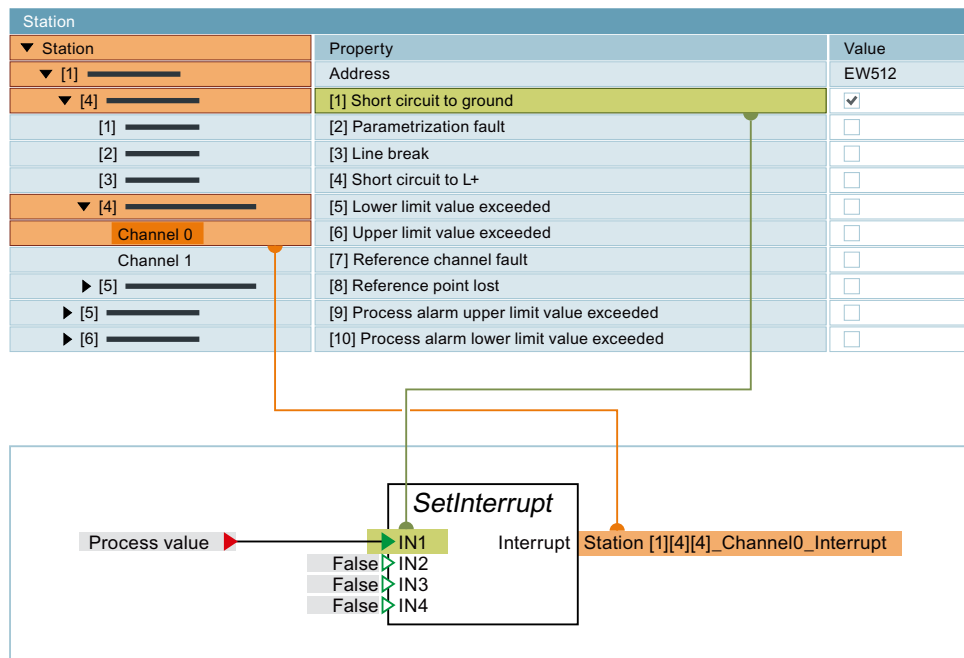 Station
Station Property Value
[1] Address EW512
[4] [1] Short circuit to ground
[1] [2] Parametrization fault
[2] [3] Line break
[3] [4] Short circuit to L+
[4] [5] Lower limit value exceeded
Channel 0 [6] Upper limit value exceeded
Channel 1 [7] Reference channel fault
[5] [8] Reference point lost
[5] [9] Process alarm upper limit value exceeded
[6] [10] Process alarm lower limit value exceeded
SetInterrupt
Process value IN1 Interrupt Station [1][4][4]_Channel0_Interrupt
False IN2
False IN3
False IN4